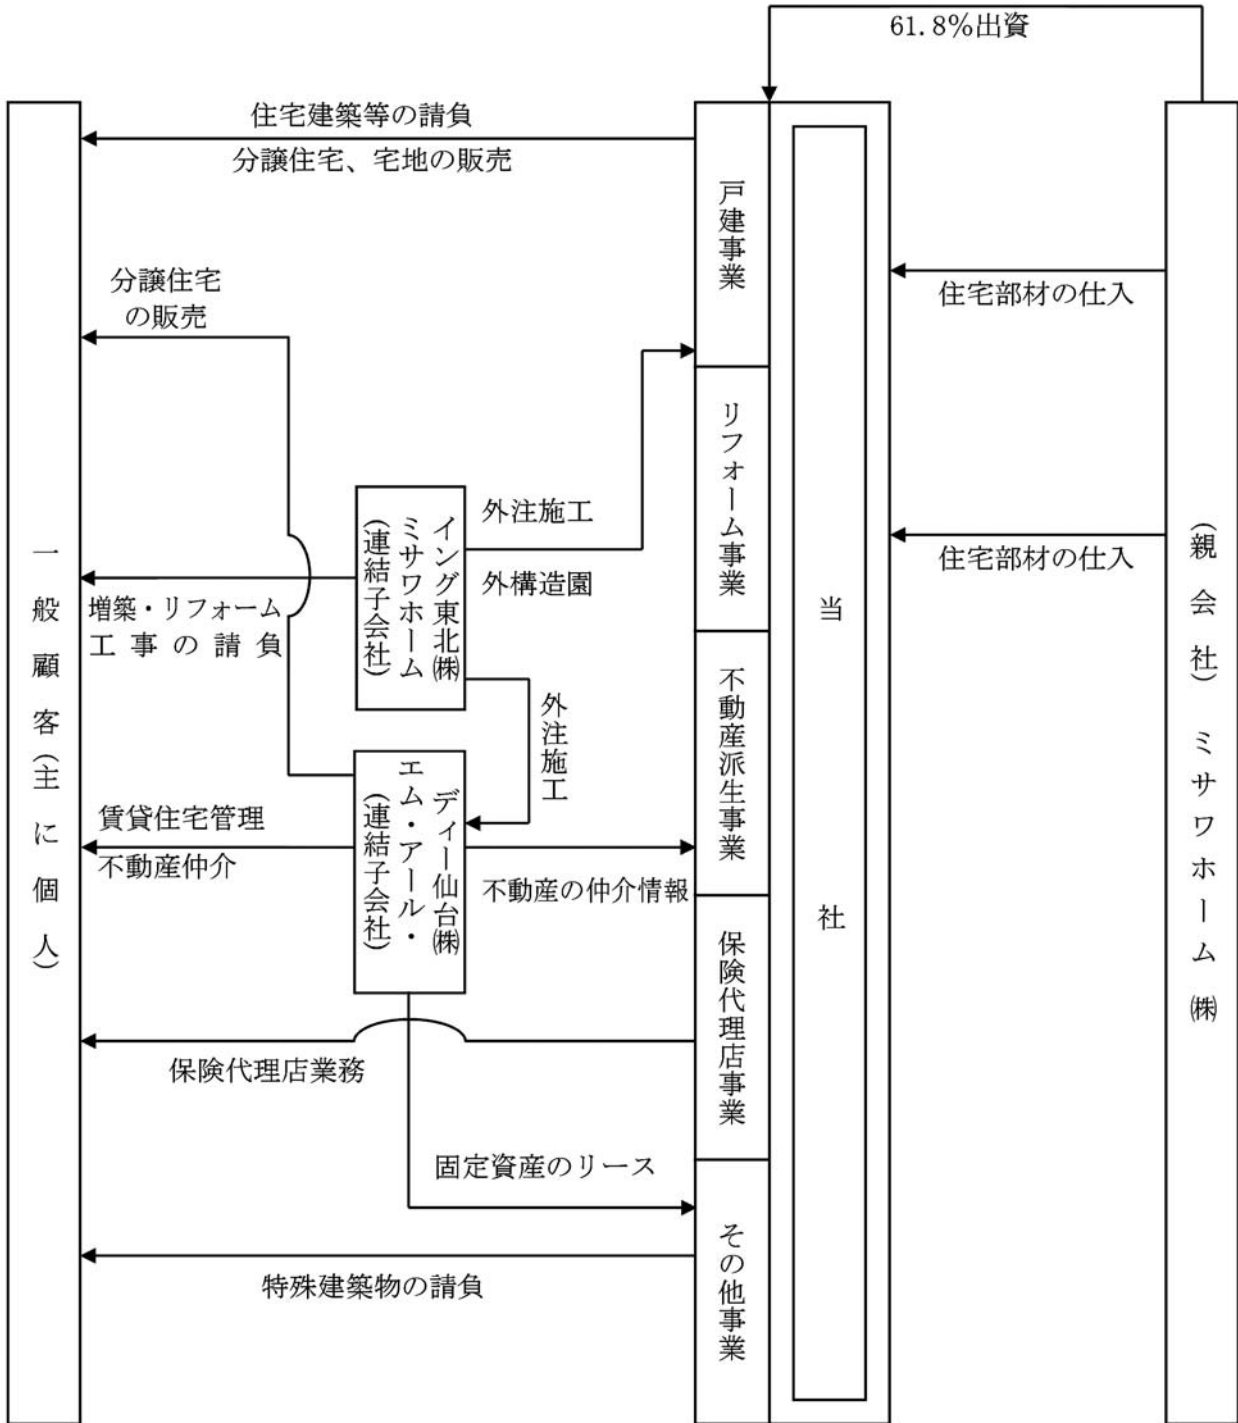 61.8％出資
住宅建築等の請負
分譲住宅、宅地の販売
戸建事業
分譲住宅
の販売
住宅部材の仕入
リフォーム事業
外注施工
外構造園
ミサワホーム
イング東北㈱
(連結子会社)
住宅部材の仕入
増築・リフォーム
工事の請負
一般顧客(主に個人)
当社
(親会社) ミサワホーム㈱
外注施工
不動産派生事業
エム・アール・
ディー仙台㈱
(連結子会社)
賃貸住宅管理
不動産仲介
不動産の仲介情報
保険代理店事業
保険代理店業務
固定資産のリース
その他事業
特殊建築物の請負